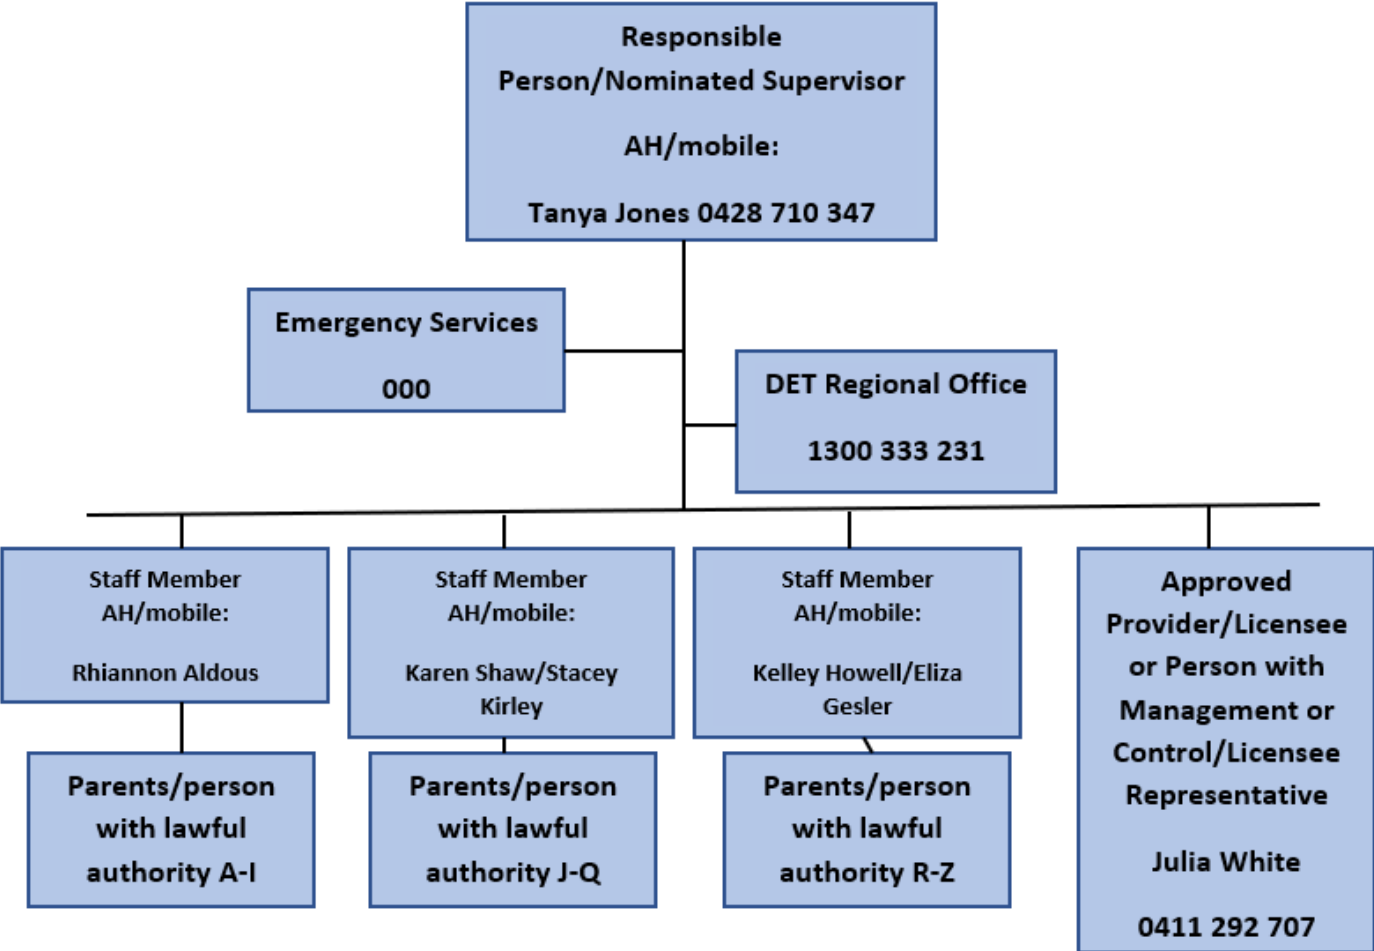 Responsible
Person/Nominated Supervisor
AH/mobile:
Tanya Jones 0428 710 347
Emergency Services
000
DET Regional Office
1300 333 231
Staff Member
AH/mobile:
Rhiannon Aldous
Staff Member
AH/mobile:
Karen Shaw/Stacey
Kirley
Staff Member
AH/mobile:
Kelley Howell/Eliza
Gesler
Approved
Provider/Licensee
or Person with
Management or
Control/Licensee
Representative
Julia White
0411 292 707
Parents/person
with lawful
authority A-I
Parents/person
with lawful
authority J-Q
Parents/person
with lawful
authority R-Z